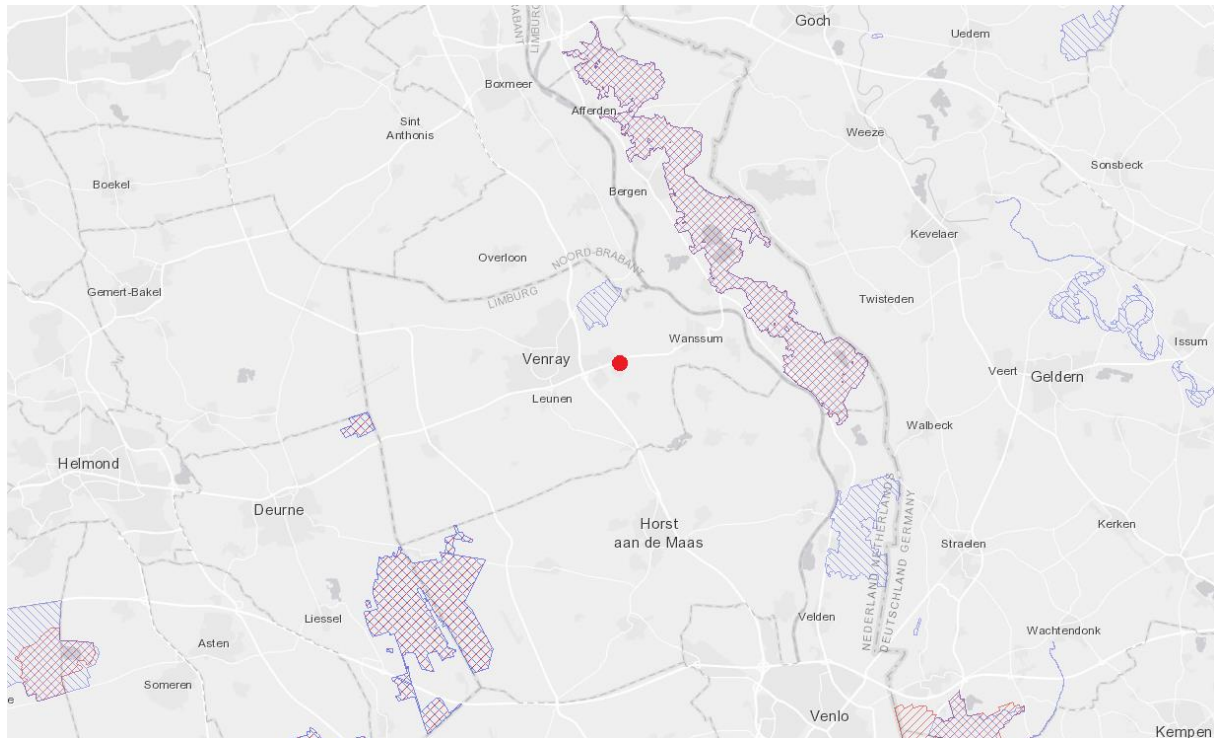 Goch
Uedem
BRABANT
LIMBURG
Boxmeer
Afferden
Sint
Anthonis
Weeze
Sonsbeck
Boekel
Bergen
Kevelaer
Overloon
NOORD-BRABANT
LIMBURG
Gemert-Bakel
Twisteden
Wanssum
Issum
Venray
Veert
Geldern
Leunen
Walbeck
Helmond
Deurne
Horst
aan de Maas
Kerken
Straelen
NEDERLAND NETHERLANDS
DEUTSCHLAND GERMANY
Liessel
Velden
Asten
Wachtendonk
Someren
e
Venlo
Kempen